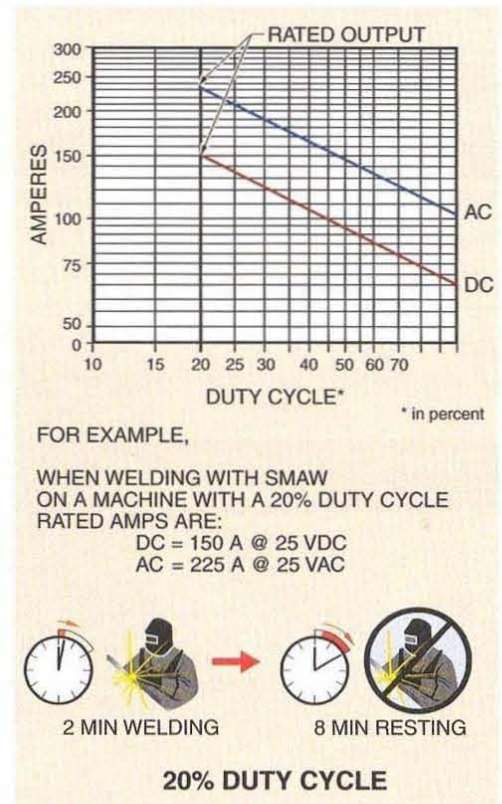 RATED OUTPUT
300
250
200
150
100
75
50
0
AMPERES
AC
DC
10 15 20 25 30 40 50 60 70
DUTY CYCLE*
* in percent
FOR EXAMPLE,
WHEN WELDING WITH SMAW
ON A MACHINE WITH A 20% DUTY CYCLE
RATED AMPS ARE:
DC = 150 A @ 25 VDC
AC = 225 A @ 25 VAC
2 MIN WELDING
8 MIN RESTING
20% DUTY CYCLE